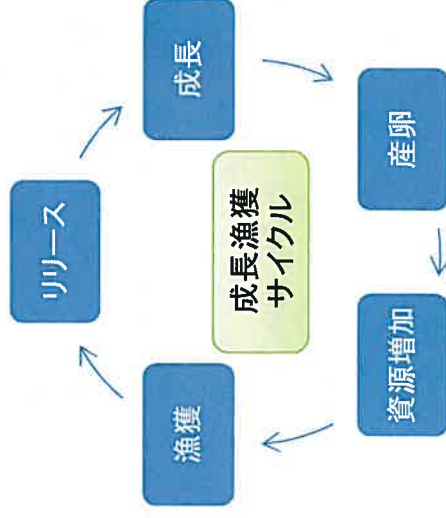 リリース
成長
産卵
資源増加
漁獲
成長漁獲
サイクル